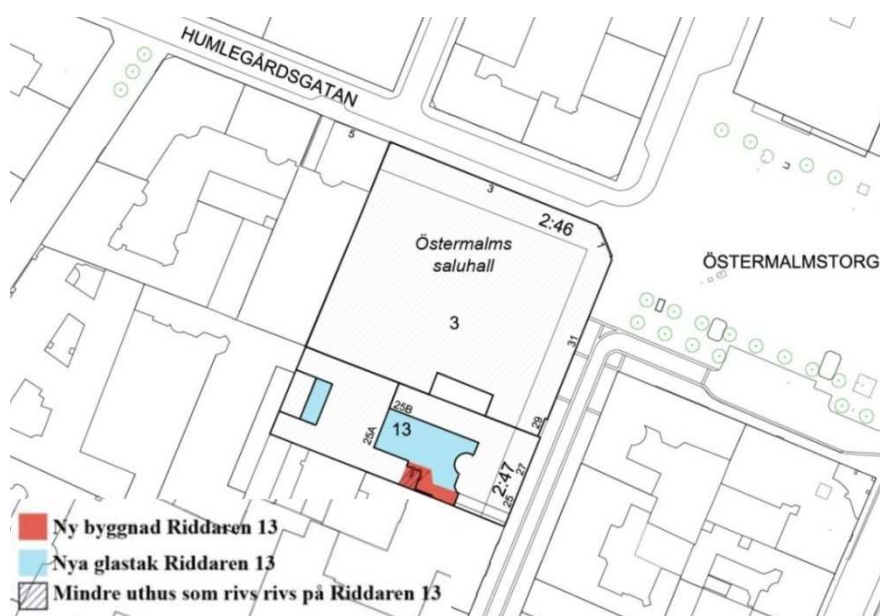 HUMLEGÅRDSGATAN
5
3
2:46
1
Östermalms
saluhall
ÖSTERMALMSTORG
3
31
25B
29
13
25A
27
2:47
25
Ny byggnad Riddaren 13
Nya glastak Riddaren 13
Mindre uthus som rivs rivs på Riddaren 13